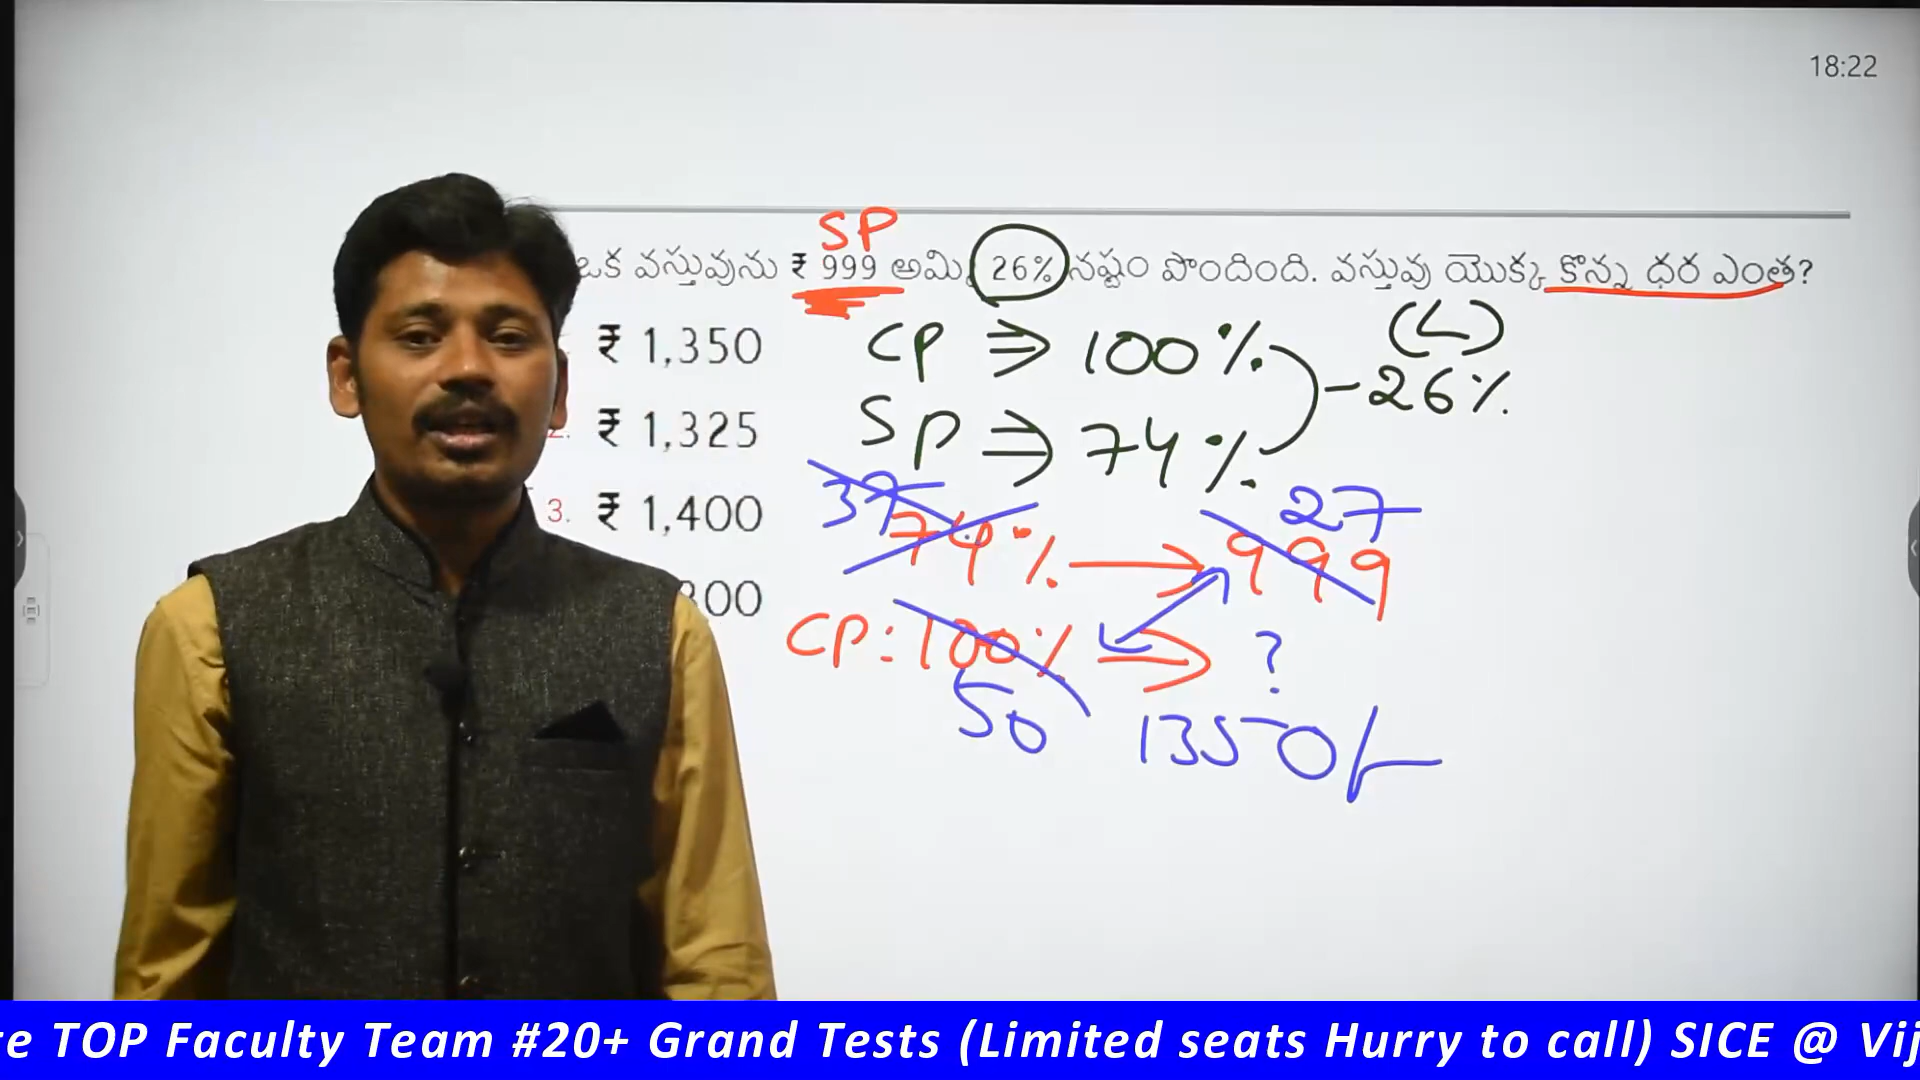 18:22
SP
ఒక వస్తువును ₹ 999 అమ్మి 26% నష్టం పొందింది. వస్తువు యొక్క కొన్న ధర ఎంత?
₹ 1,350
2. ₹ 1,325
3. ₹ 1,400
00
CP ⇒ 100%
(L)
-26%
SP ⇒ 74%
37 27
74% → 999
CP: 100% → ?
50 1350/-
TOP Faculty Team #20+ Grand Tests (Limited seats Hurry to call) SICE @ Vij